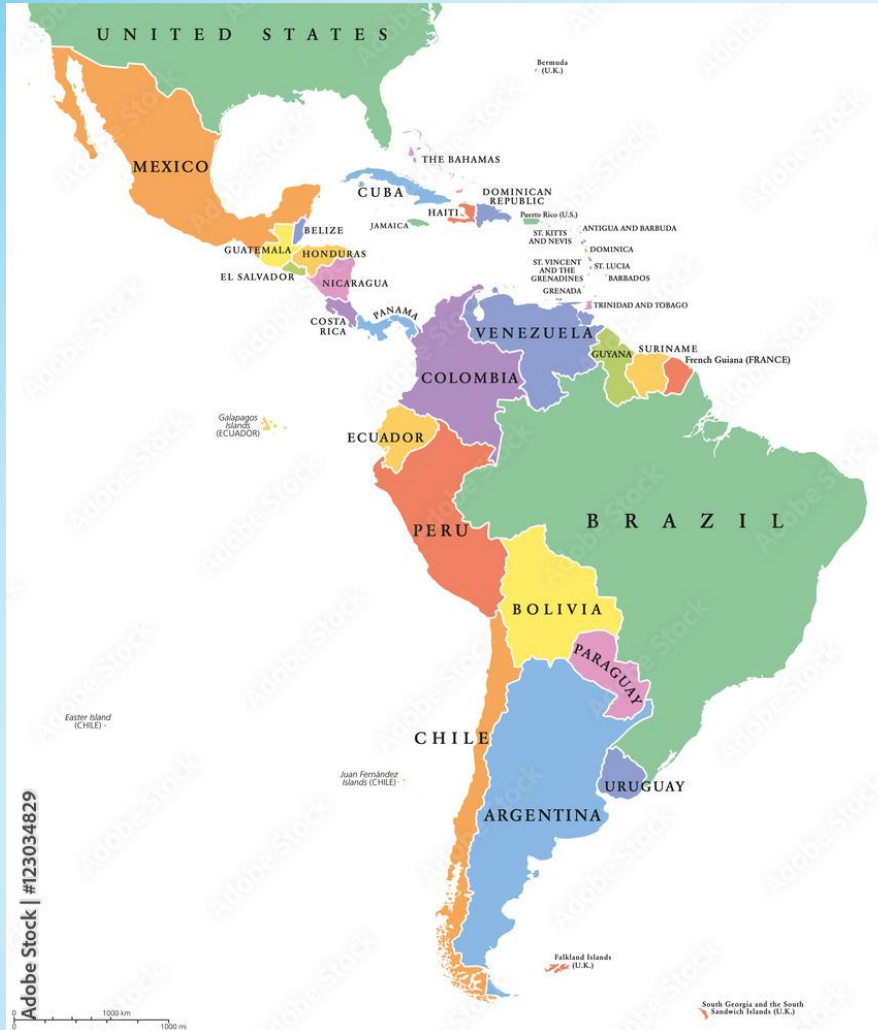 UNITED STATES
Bermuda
(U.K.)
MEXICO
THE BAHAMAS
CUBA
DOMINICAN
REPUBLIC
HAITI
Puerto Rico (U.S.)
JAMAICA
BELIZE
ST. KITTS
AND NEVIS
ANTIGUA AND BARBUDA
GUATEMALA
HONDURAS
DOMINICA
ST. VINCENT
AND THE
GRENADINES
ST. LUCIA
EL SALVADOR
NICARAGUA
BARBADOS
GRENADA
TRINIDAD AND TOBAGO
COSTA
RICA
PANAMA
VENEZUELA
GUYANA
SURINAME
French Guiana (FRANCE)
COLOMBIA
Galapagos
Islands
(ECUADOR)
ECUADOR
PERU
BRAZIL
BOLIVIA
PARAGUAY
Easter Island
(CHILE)
CHILE
Juan Fernández
Islands (CHILE)
URUGUAY
ARGENTINA
Falkland Islands
(U.K.)
South Georgia and the South
Sandwich Islands (U.K.)
0
1000 km
0
1000 mi
Adobe Stock | #123034829
Adobe Stock